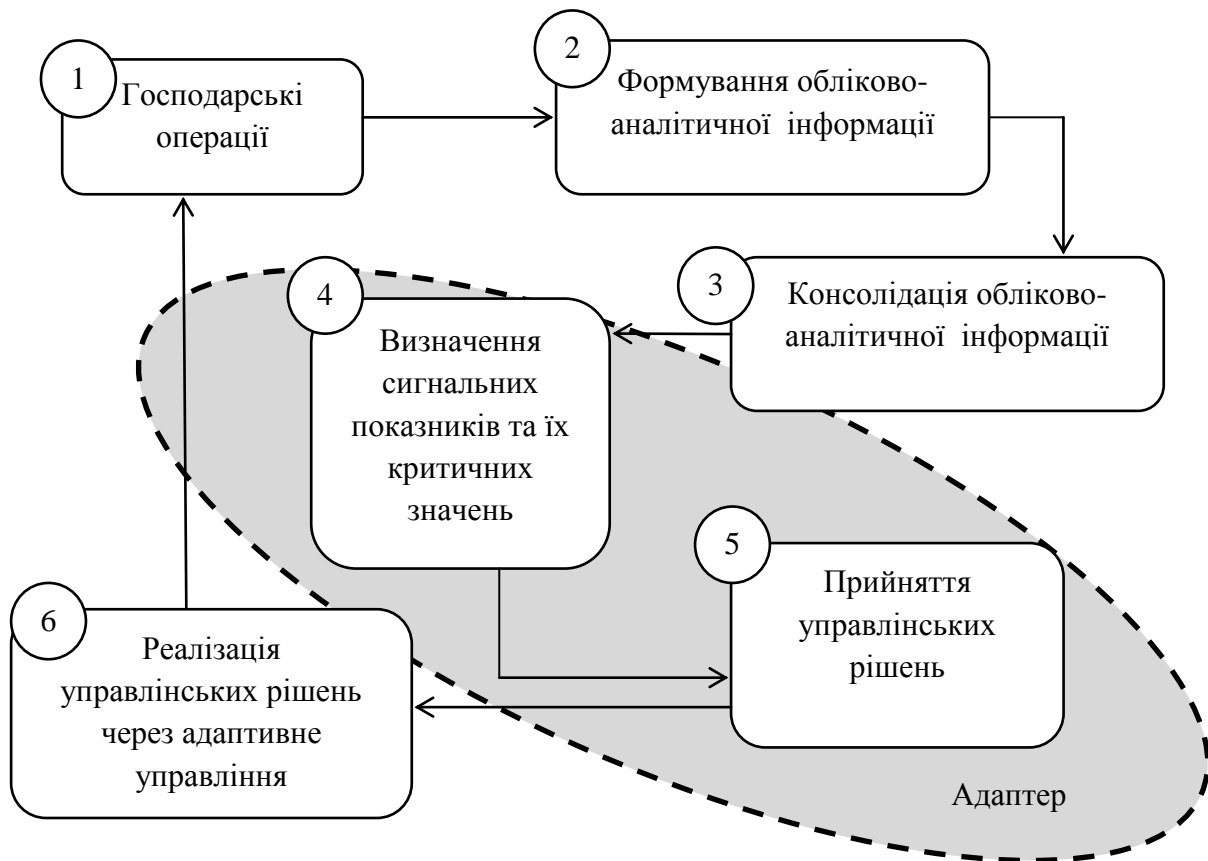 1
Господарські
операції
2
Формування обліково-
аналітичної інформації
3
Консолідація обліково-
аналітичної інформації
4
Визначення
сигнальних
показників та їх
критичних
значень
5
Прийняття
управлінських
рішень
6
Реалізація
управлінських рішень
через адаптивне
управління
Адаптер